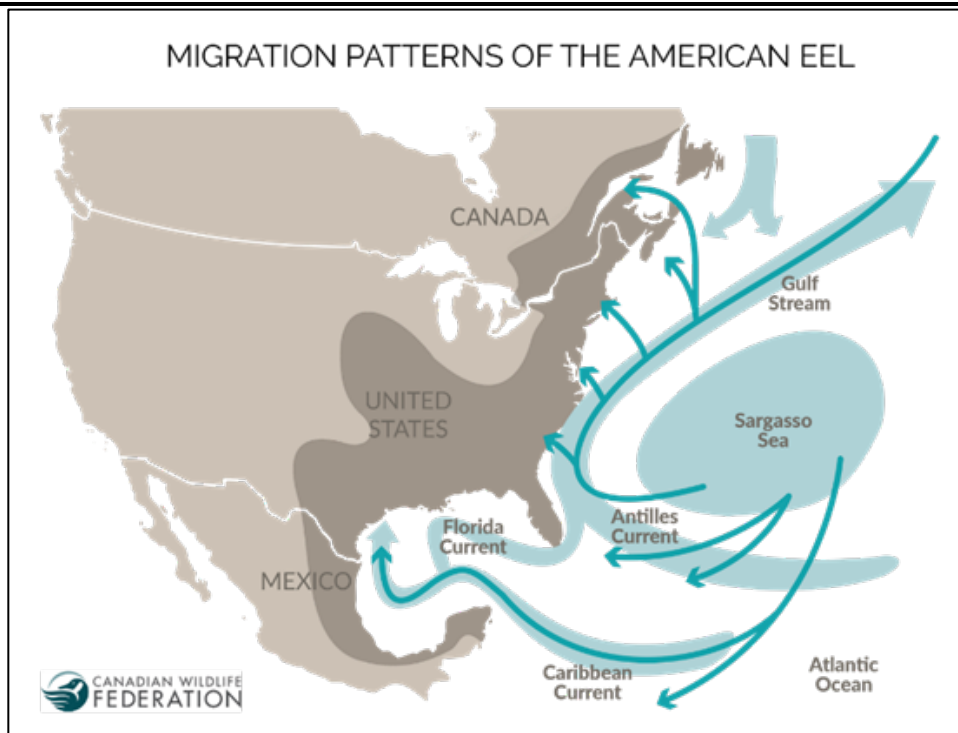 MIGRATION PATTERNS OF THE AMERICAN EEL
CANADA
Gulf
Stream
UNITED
STATES
Sargasso
Sea
Florida
Current
Antilles
Current
MEXICO
Caribbean
Current
Atlantic
Ocean
CANADIAN WILDLIFE
FEDERATION